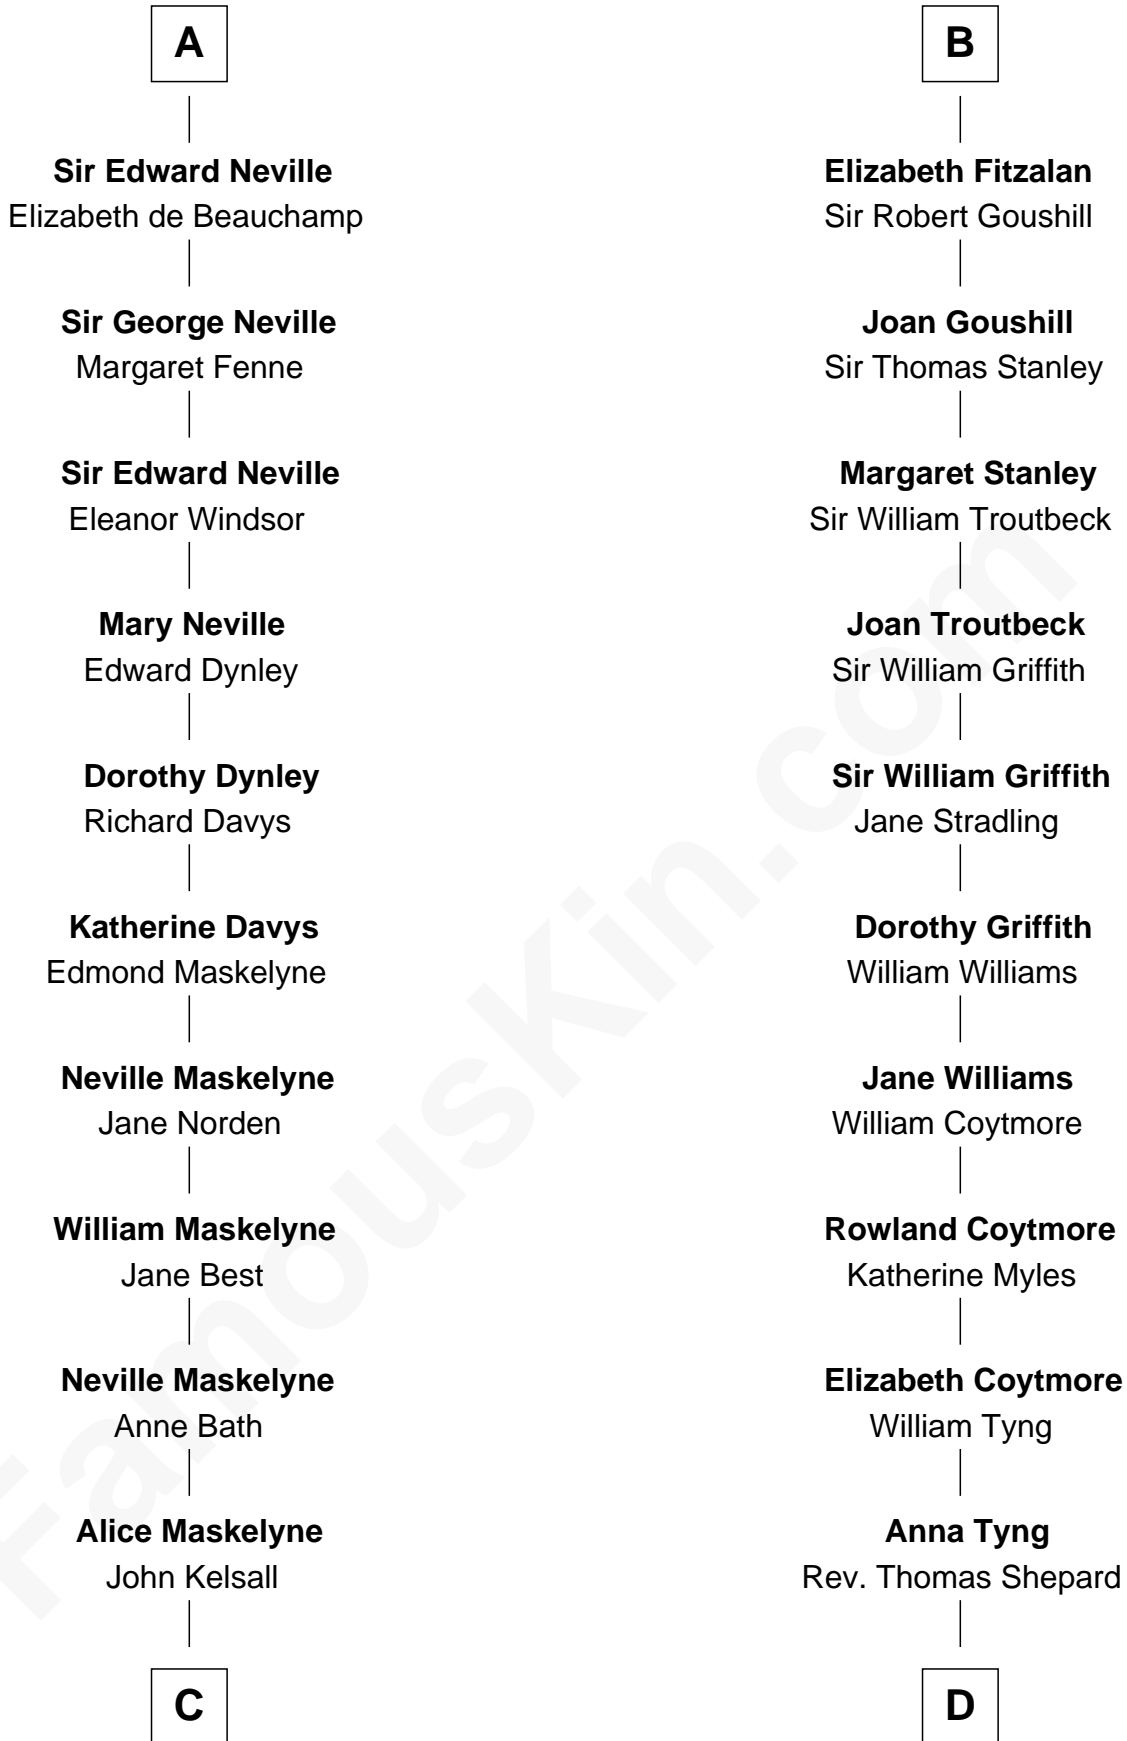 A
Sir Edward Neville
Elizabeth de Beauchamp
Sir George Neville
Margaret Fenne
Sir Edward Neville
Eleanor Windsor
Mary Neville
Edward Dynley
Dorothy Dynley
Richard Davys
Katherine Davys
Edmond Maskelyne
Neville Maskelyne
Jane Norden
William Maskelyne
Jane Best
Neville Maskelyne
Anne Bath
Alice Maskelyne
John Kelsall
C
B
Elizabeth Fitzalan
Sir Robert Goushill
Joan Goushill
Sir Thomas Stanley
Margaret Stanley
Sir William Troutbeck
Joan Troutbeck
Sir William Griffith
Sir William Griffith
Jane Stradling
Dorothy Griffith
William Williams
Jane Williams
William Coytmore
Rowland Coytmore
Katherine Myles
Elizabeth Coytmore
William Tyng
Anna Tyng
Rev. Thomas Shepard
D
FamousKin.com